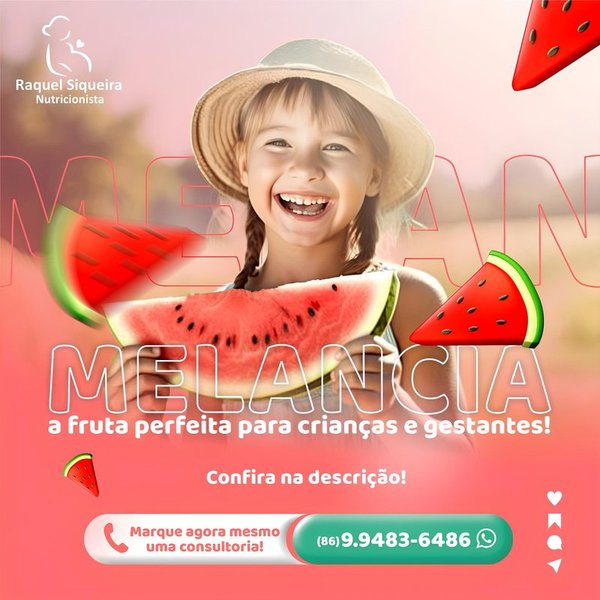 Raquel Siqueira
Nutricionista
MELAN
MELANCIA
a fruta perfeita para crianças e gestantes!
Confira na descrição!
Marque agora mesmo
uma consultoria!
(86) 9.9483-6486